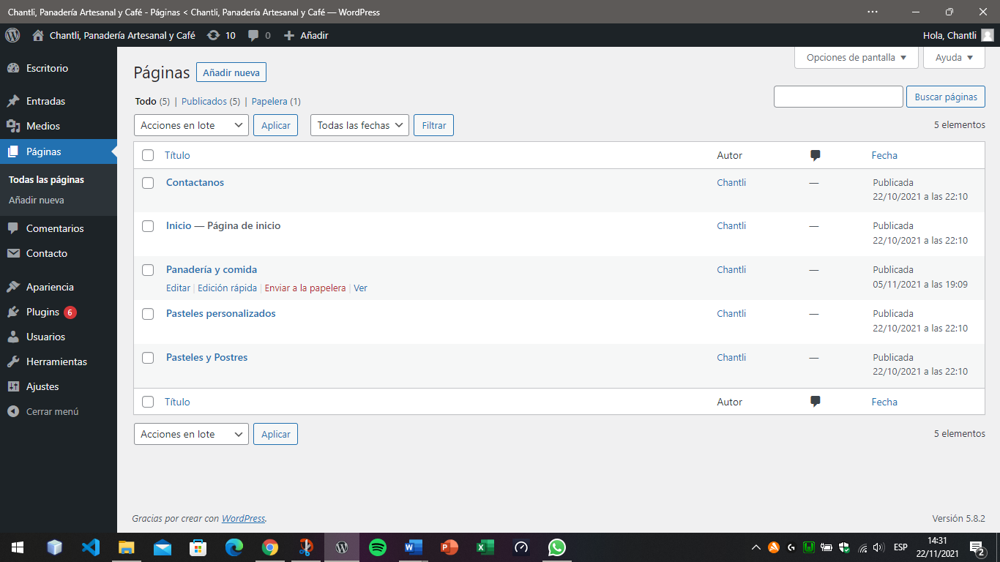 Chantli, Panadería Artesanal y Café - Páginas < Chantli, Panadería Artesanal y Café — WordPress
Chantli, Panadería Artesanal y Café 10 0 Añadir Hola, Chantli
Opciones de pantalla Ayuda
Escritorio
Entradas
Medios
Páginas
Todas las páginas
Añadir nueva
Comentarios
Contacto
Apariencia
Plugins 6
Usuarios
Herramientas
Ajustes
Cerrar menú
Páginas Añadir nueva
Todo (5) | Publicados (5) | Papelera (1)
Buscar páginas
Acciones en lote Aplicar Todas las fechas Filtrar 5 elementos
Título Autor Fecha
Contactanos Chantli — Publicada
22/10/2021 a las 22:10
Inicio — Página de inicio Chantli — Publicada
22/10/2021 a las 22:10
Panadería y comida Chantli — Publicada
Editar | Edición rápida | Enviar a la papelera | Ver 05/11/2021 a las 19:09
Pasteles personalizados Chantli — Publicada
22/10/2021 a las 22:10
Pasteles y Postres Chantli — Publicada
22/10/2021 a las 22:10
Título Autor Fecha
Acciones en lote Aplicar 5 elementos
Gracias por crear con WordPress. Versión 5.8.2
ESP
14:31
22/11/2021
2